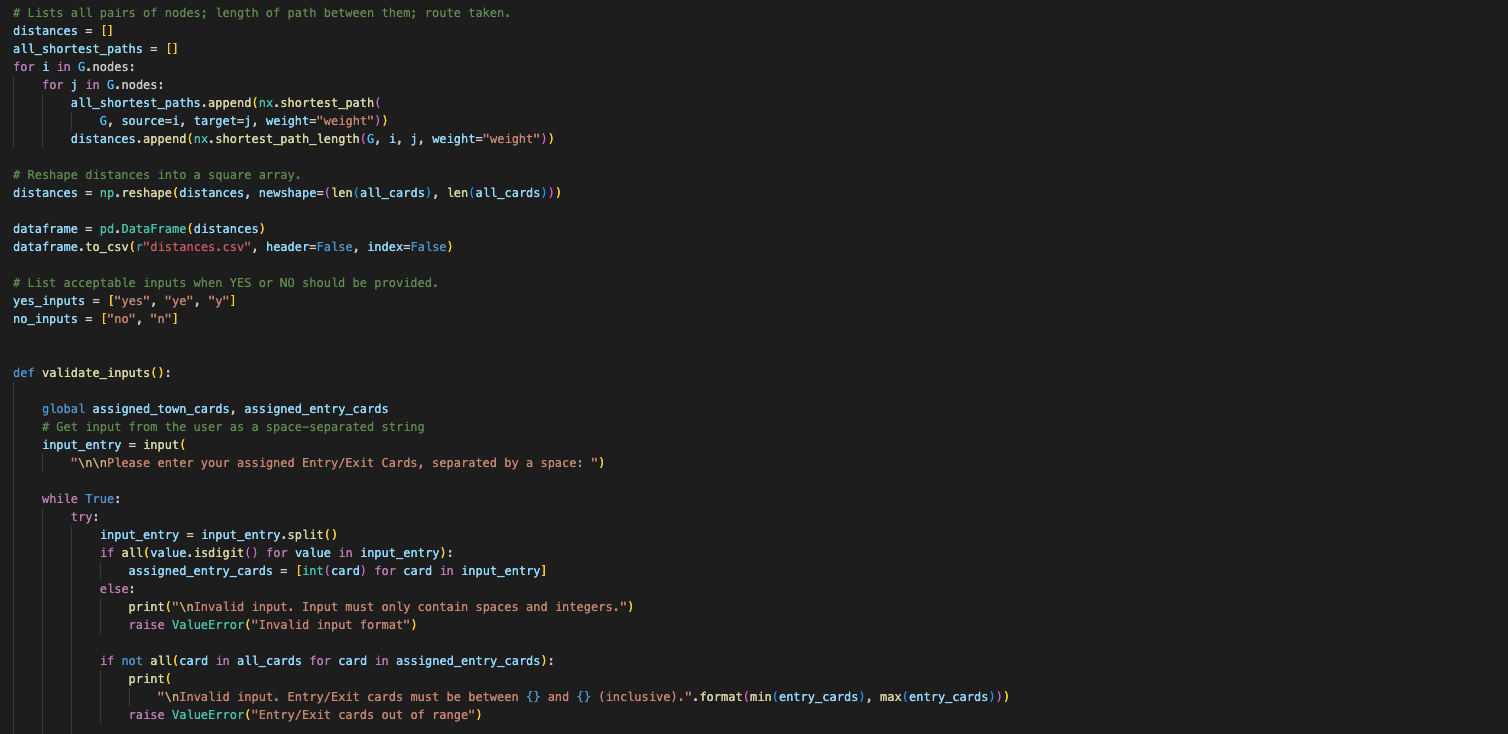 # Lists all pairs of nodes; length of path between them; route taken.
distances = []
all_shortest_paths = []
for i in G.nodes:
    for j in G.nodes:
        all_shortest_paths.append(nx.shortest_path(
            G, source=i, target=j, weight="weight"))
        distances.append(nx.shortest_path_length(G, i, j, weight="weight"))

# Reshape distances into a square array.
distances = np.reshape(distances, newshape=(len(all_cards), len(all_cards)))

dataframe = pd.DataFrame(distances)
dataframe.to_csv(r"distances.csv", header=False, index=False)

# List acceptable inputs when YES or NO should be provided.
yes_inputs = ["yes", "ye", "y"]
no_inputs = ["no", "n"]


def validate_inputs():

    global assigned_town_cards, assigned_entry_cards
    # Get input from the user as a space-separated string
    input_entry = input(
        "\n\nPlease enter your assigned Entry/Exit Cards, separated by a space: ")

    while True:
        try:
            input_entry = input_entry.split()
            if all(value.isdigit() for value in input_entry):
                assigned_entry_cards = [int(card) for card in input_entry]
            else:
                print("\nInvalid input. Input must only contain spaces and integers.")
                raise ValueError("Invalid input format")

            if not all(card in all_cards for card in assigned_entry_cards):
                print(
                    "\nInvalid input. Entry/Exit cards must be between {} and {} (inclusive).".format(min(entry_cards), max(entry_cards)))
                raise ValueError("Entry/Exit cards out of range")